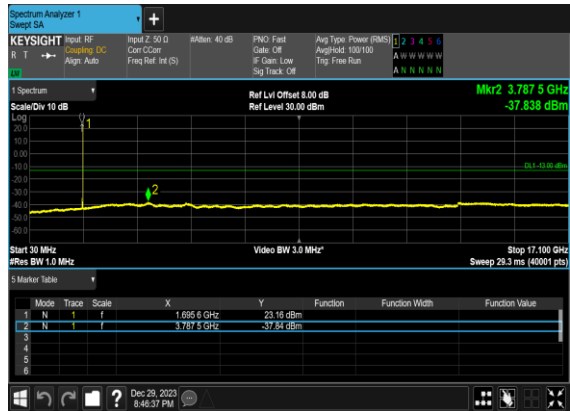 Spectrum Analyzer 1
Swept SA
+
KEYSIGHT Input: RF Input Z: 50 Ω #Atten: 40 dB PNO: Fast Avg Type: Power (RMS) 1 2 3 4 5 6
R T Coupling: DC Corr CCorr Gate: Off Avg|Hold: 100/100 A W W W W W
Align: Auto Freq Ref: Int (S) IF Gain: Low Trig: Free Run
Sig Track: Off A N N N N N
LW
1 Spectrum Ref Lvl Offset 8.00 dB Mkr2 3.787 5 GHz
Scale/Div 10 dB Ref Level 30.00 dBm -37.838 dBm
Log
1
20.0
10.0
0.00
-10.0 DL1 -13.00 dBm
-20.0
-30.0 2
-40.0
-50.0
-60.0
Start 30 MHz Video BW 3.0 MHz* Stop 17.100 GHz
#Res BW 1.0 MHz Sweep 29.3 ms (40001 pts)
5 Marker Table
Mode Trace Scale X Y Function Function Width Function Value
1 N 1 f 1.695 6 GHz 23.16 dBm
2 N 1 f 3.787 5 GHz -37.84 dBm
3
4
5
6
? Dec 29, 2023
8:46:37 PM